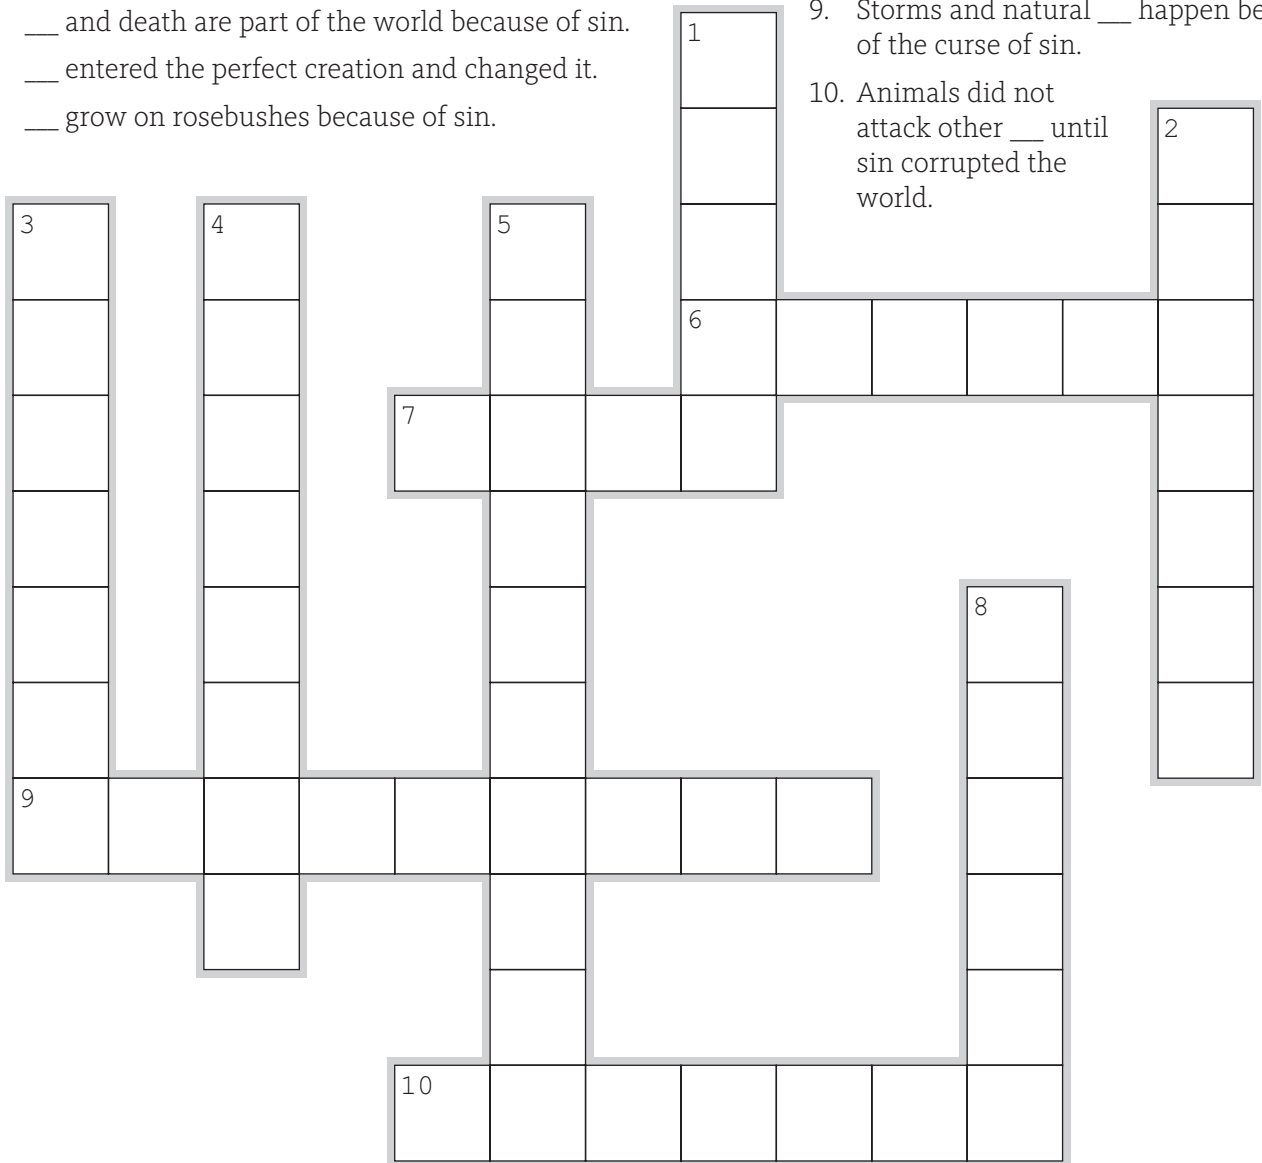 ___ and death are part of the world because of sin.
___ entered the perfect creation and changed it.
___ grow on rosebushes because of sin.
9. Storms and natural ___ happen be
of the curse of sin.
10. Animals did not
attack other ___ until
sin corrupted the
world.
1
2
3
4
5
6
7
8
9
10